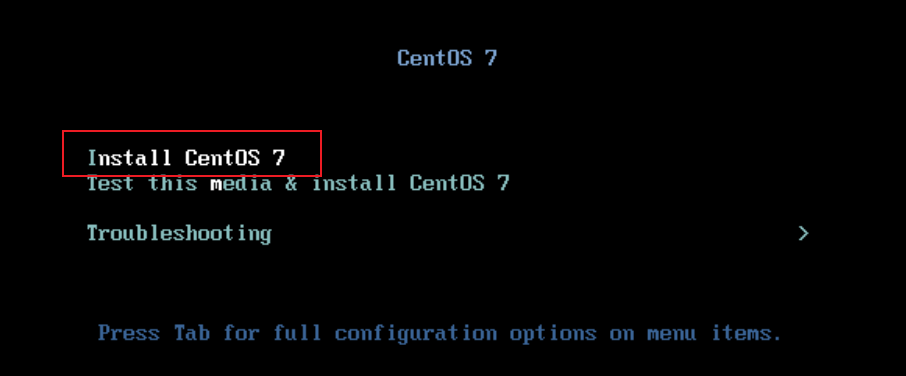 CentOS 7
Install CentOS 7
Test this media & install CentOS 7
Troubleshooting >
Press Tab for full configuration options on menu items.